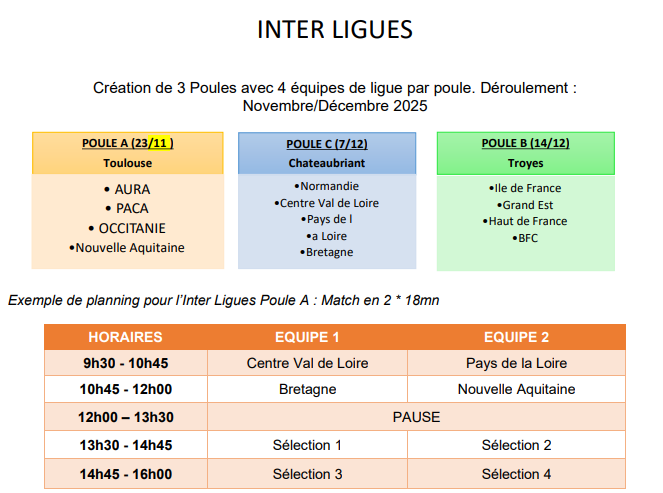 INTER LIGUES
Création de 3 Poules avec 4 équipes de ligue par poule. Déroulement :
Novembre/Décembre 2025
POULE A (23/11 )
Toulouse
• AURA
• PACA
• OCCITANIE
•Nouvelle Aquitaine
POULE C (7/12)
Chateaubriant
•Normandie
•Centre Val de Loire
•Pays de l
•a Loire
•Bretagne
POULE B (14/12)
Troyes
•Ile de France
•Grand Est
•Haut de France
•BFC
Exemple de planning pour l'Inter Ligues Poule A : Match en 2 * 18mn
HORAIRES EQUIPE 1 EQUIPE 2
9h30 - 10h45 Centre Val de Loire Pays de la Loire
10h45 - 12h00 Bretagne Nouvelle Aquitaine
12h00 – 13h30 PAUSE
13h30 - 14h45 Sélection 1 Sélection 2
14h45 - 16h00 Sélection 3 Sélection 4